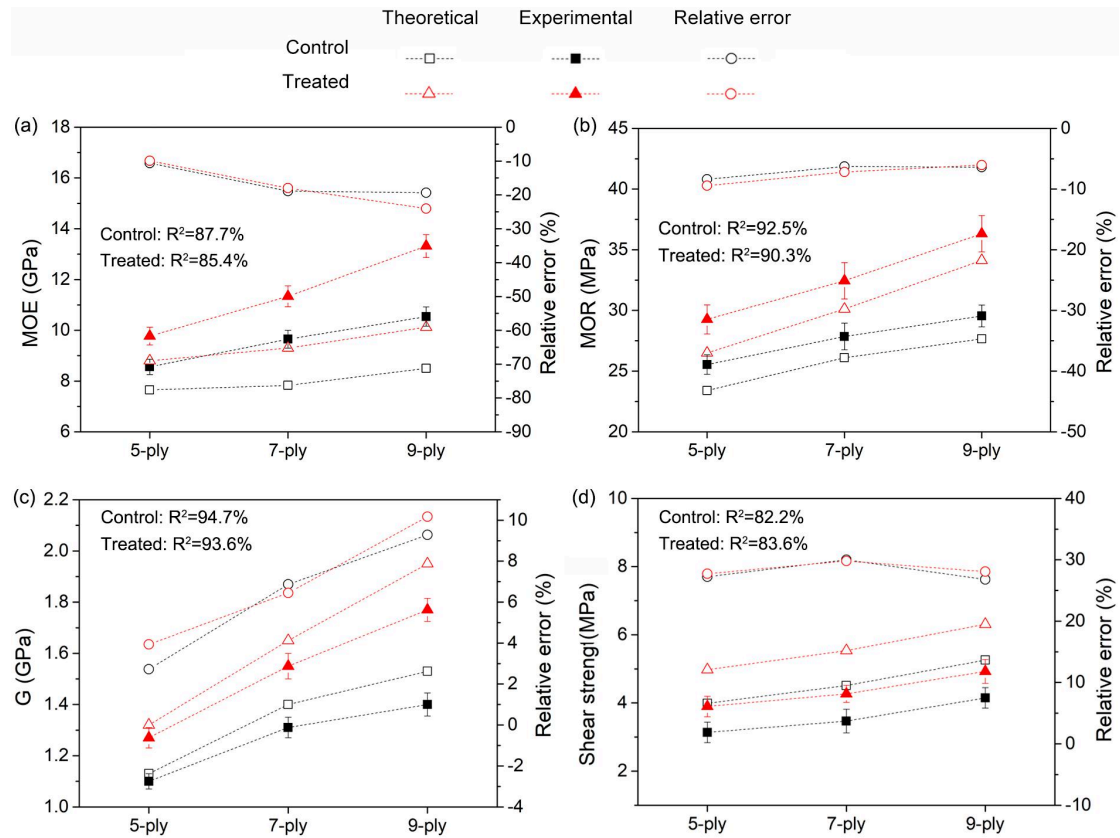 Theoretical Experimental Relative error
Control
Treated
(a)
18
16
14
12
10
8
6
MOE (GPa)
Control: R²=87.7%
Treated: R²=85.4%
0
-10
-20
-30
-40
-50
-60
-70
-80
-90
Relative error (%)
5-ply 7-ply 9-ply
(b)
45
40
35
30
25
20
MOR (MPa)
Control: R²=92.5%
Treated: R²=90.3%
0
-10
-20
-30
-40
-50
Relative error (%)
5-ply 7-ply 9-ply
(c)
2.2
2.0
1.8
1.6
1.4
1.2
1.0
G (GPa)
Control: R²=94.7%
Treated: R²=93.6%
10
8
6
4
2
0
-2
-4
Relative error (%)
5-ply 7-ply 9-ply
(d)
10
8
6
4
2
(MPa)
Shear
Control: R²=82.2%
Treated: R²=83.6%
40
30
20
10
0
-10
Relative error (%)
5-ply 7-ply 9-ply